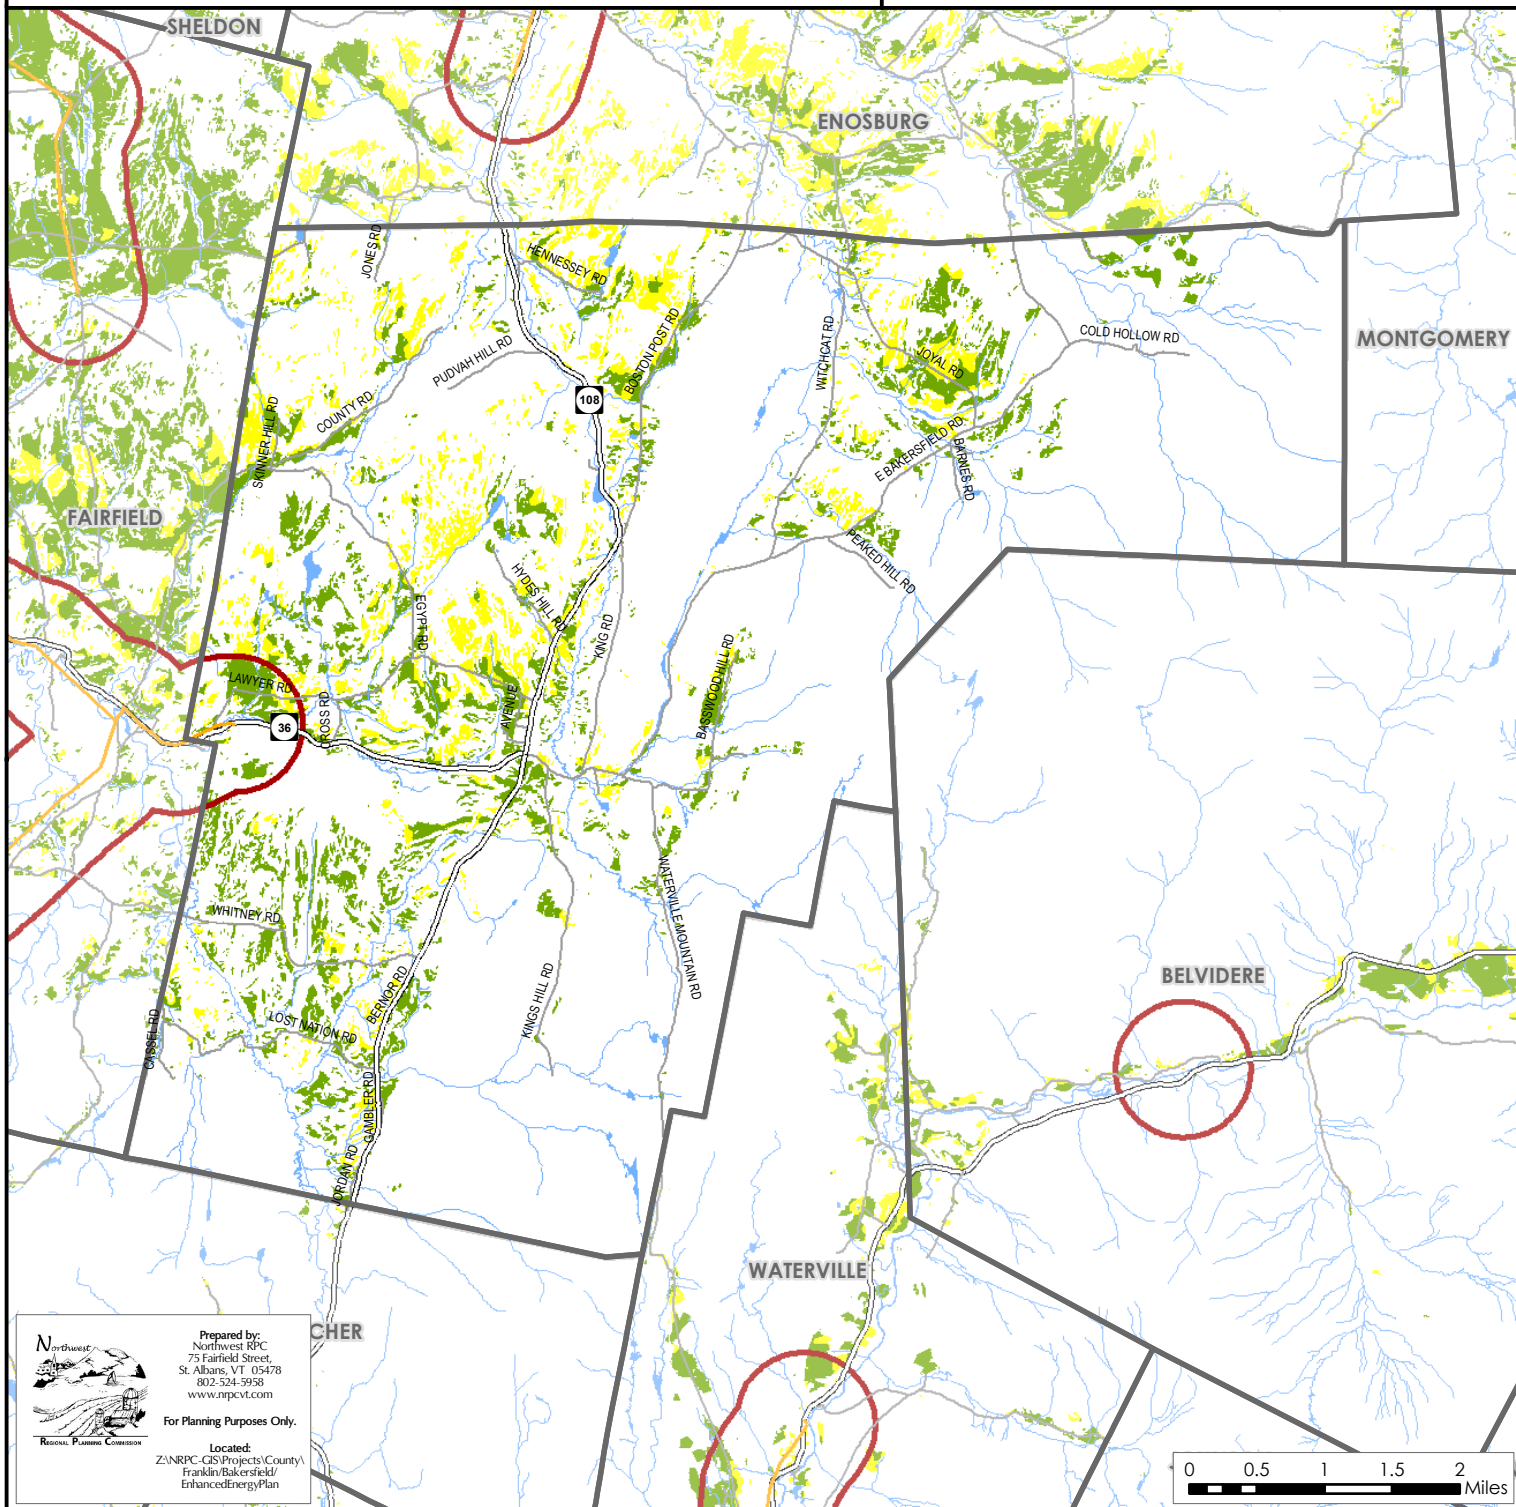 SHELDON
ENOSBURG
JONES RD
HENNESSEY RD
BOSTON POST RD
WITCHCAT RD
COLD HOLLOW RD
MONTGOMERY
JOYAL RD
PUDVAH HILL RD
108
COUNTY RD
SKINNER HILL RD
E BAKERSFIELD RD
BARNES RD
FAIRFIELD
PEAKED HILL RD
HYDES HILL RD
EGYPT RD
KING RD
BASSWOOD HILL RD
LAWYER RD
CROSS RD
AVENUE
36
WATERVILLE MOUNTAIN RD
WHITNEY RD
BERNOR RD
KINGS HILL RD
LOST NATION RD
CASSEL RD
BELVIDERE
GAMBLER RD
JORDAN RD
WATERVILLE
CHER
Northwest
REGIONAL PLANNING COMMISSION
Prepared by:
Northwest RPC
75 Fairfield Street,
St. Albans, VT 05478
802-524-5958
www.nrpcvt.com
For Planning Purposes Only.
Located:
Z:\NRPC-GIS\Projects\County\
Franklin/Bakersfield/
EnhancedEnergyPlan
0 0.5 1 1.5 2
Miles